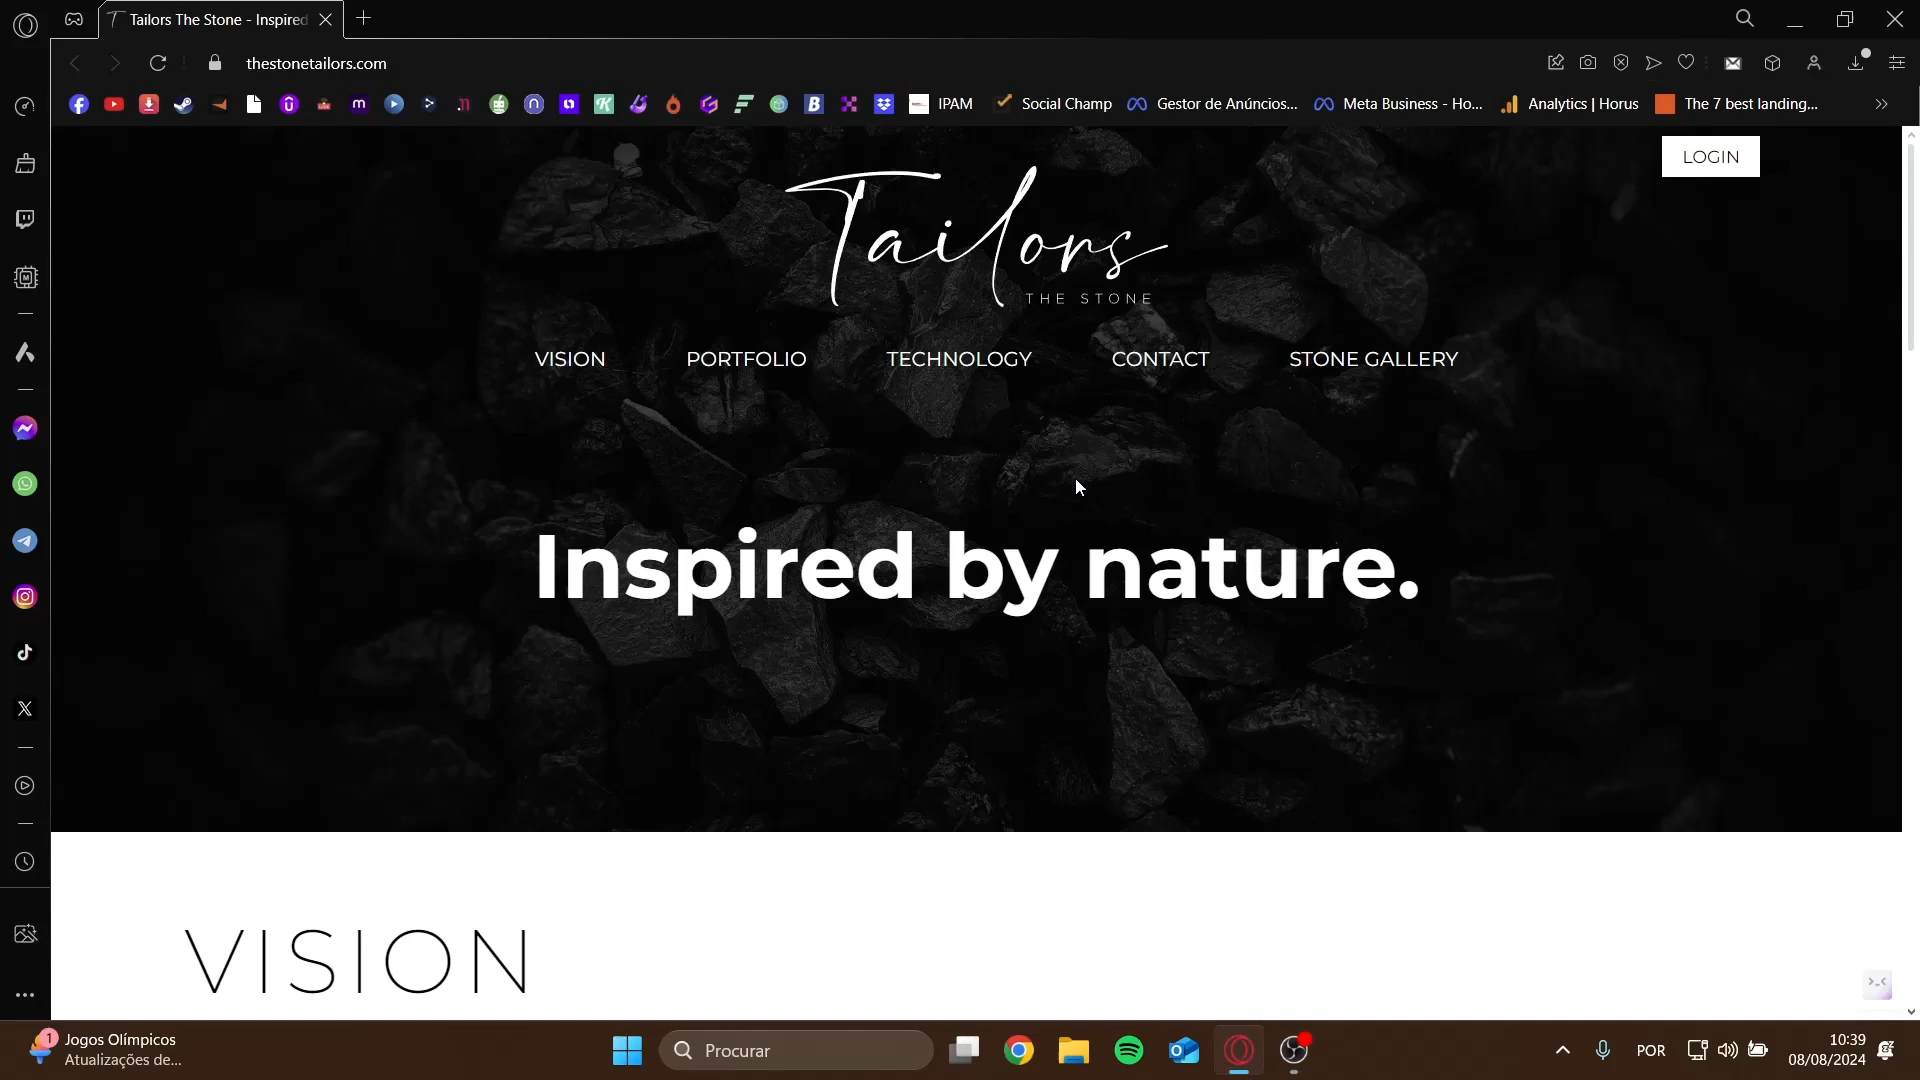 Tailors The Stone - Inspired
thestonetailors.com
IPAM
Social Champ
Gestor de Anúncios...
Meta Business - Ho...
Analytics | Horus
The 7 best landing...
LOGIN
Tailors
THE STONE
VISION PORTFOLIO TECHNOLOGY CONTACT STONE GALLERY
Inspired by nature.
VISION
1
Jogos Olímpicos
Atualizações de...
Procurar
POR
10:39
08/08/2024